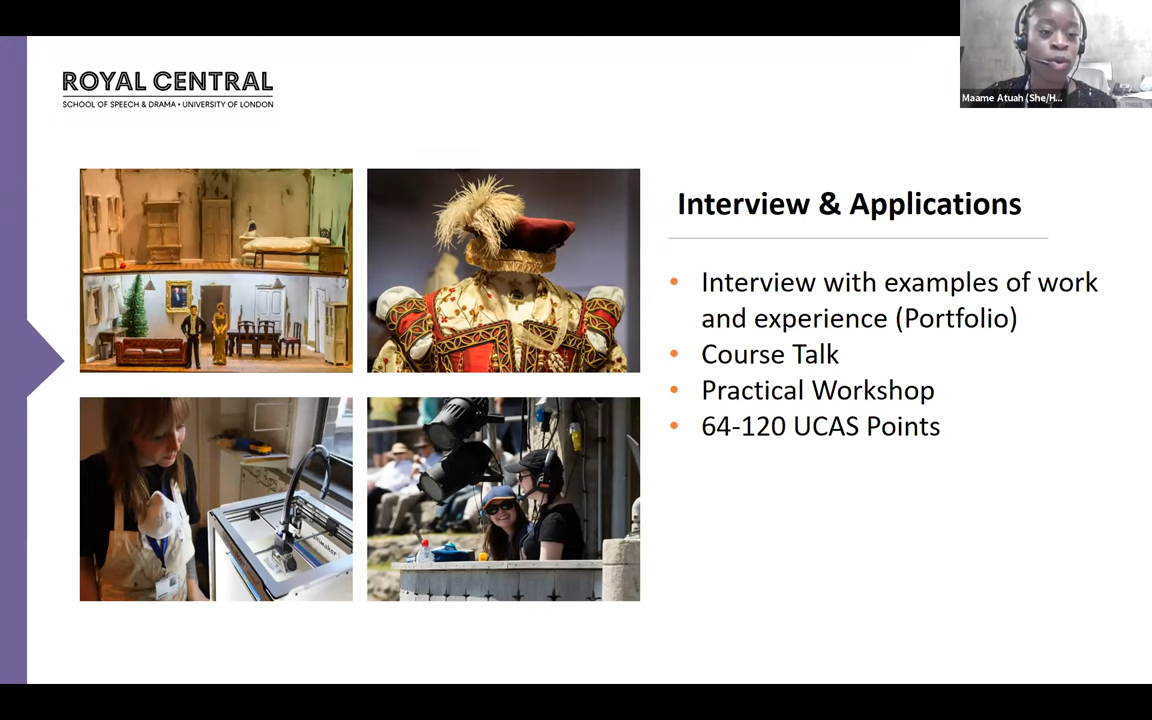 ROYAL CENTRAL
SCHOOL OF SPEECH & DRAMA • UNIVERSITY OF LONDON
Maame Atuah (She/H...
Interview & Applications
• Interview with examples of work
and experience (Portfolio)
• Course Talk
• Practical Workshop
• 64-120 UCAS Points